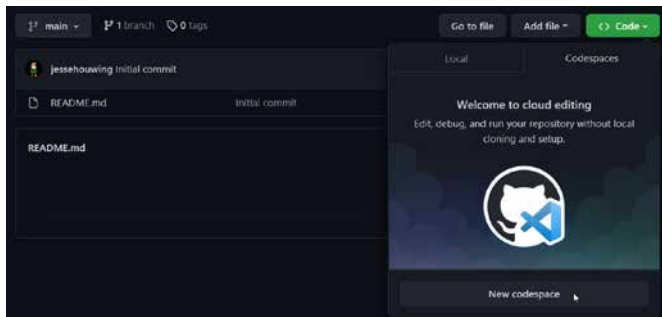 main 1 branch 0 tags Go to file Add file Code
Local Codespaces
jessehouwing Initial commit
README.md Initial commit
Welcome to cloud editing
Edit, debug, and run your repository without local
cloning and setup.
README.md
New codespace